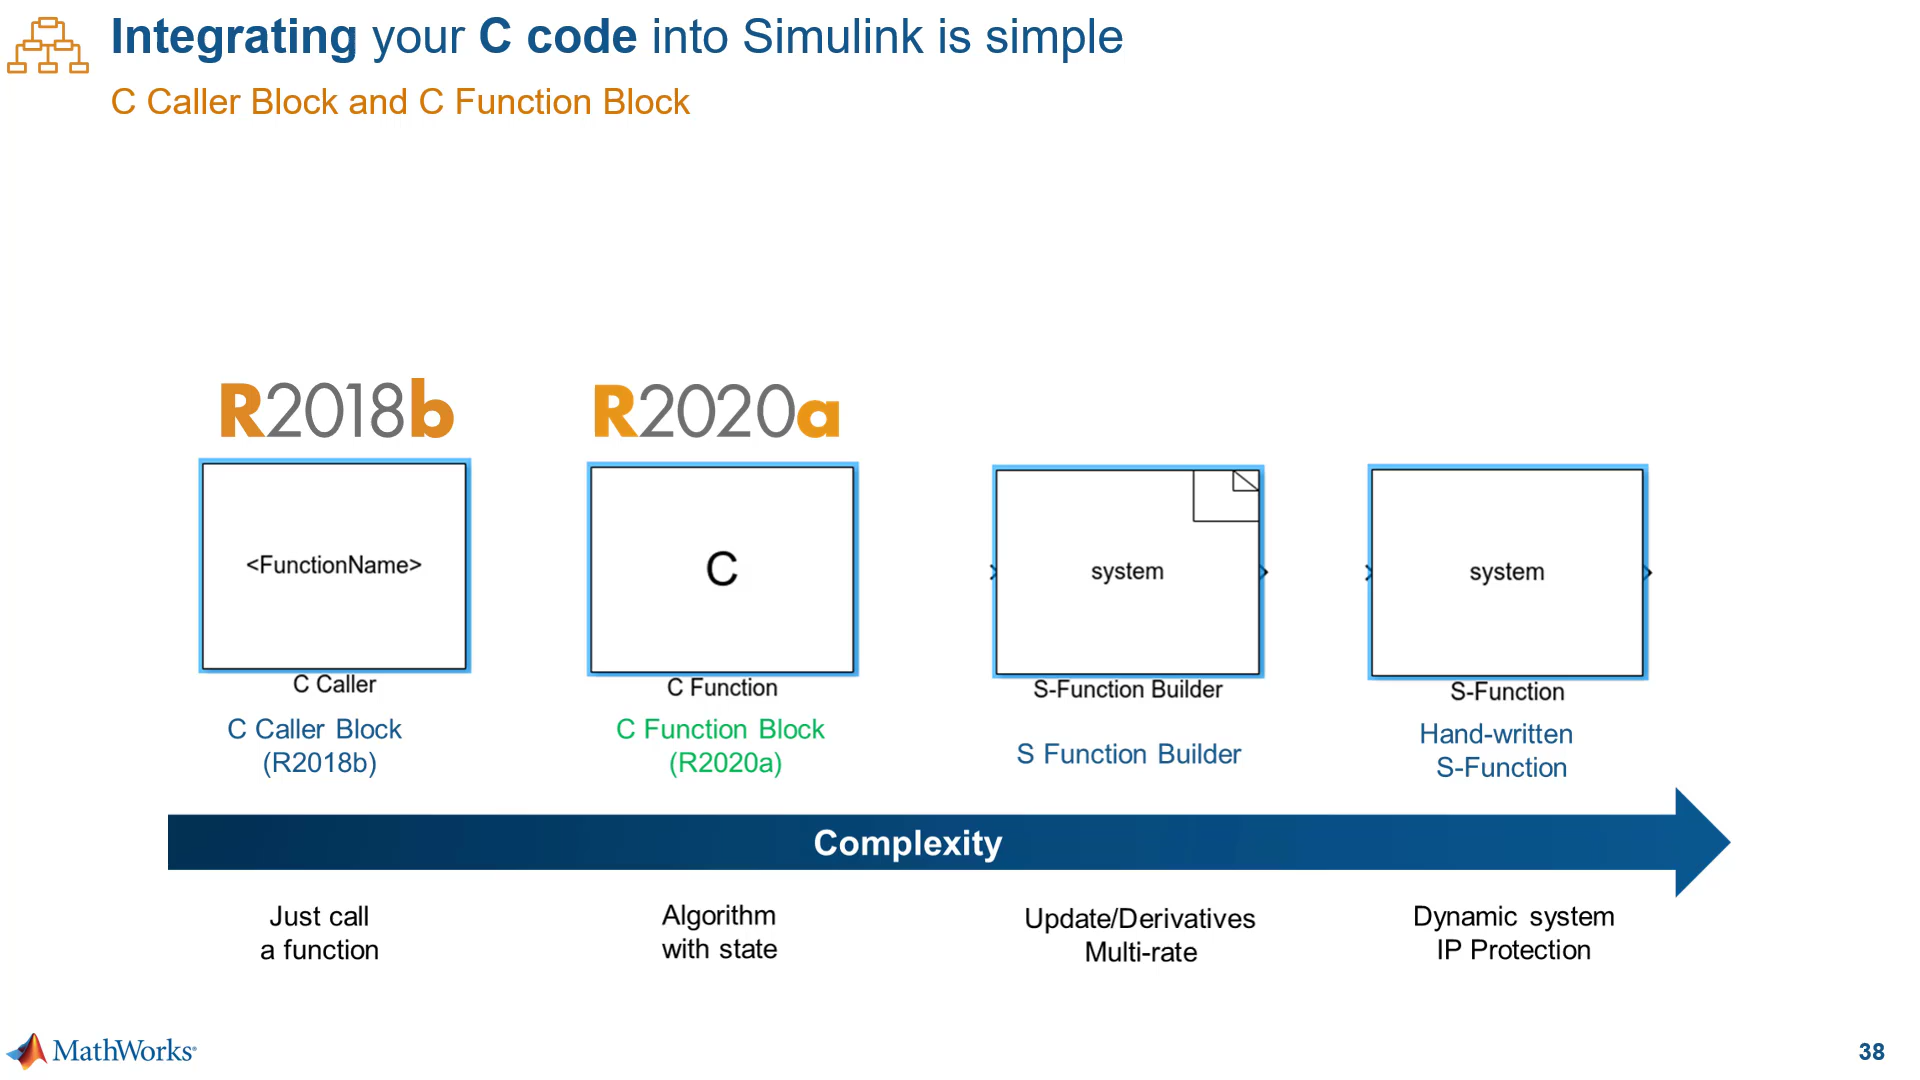 Integrating your C code into Simulink is simple
C Caller Block and C Function Block
R2018b
R2020a
<FunctionName>
C
system
system
C Caller
C Function
S-Function Builder
S-Function
C Caller Block
(R2018b)
C Function Block
(R2020a)
S Function Builder
Hand-written
S-Function
Complexity
Just call
a function
Algorithm
with state
Update/Derivatives
Multi-rate
Dynamic system
IP Protection
MathWorks
38